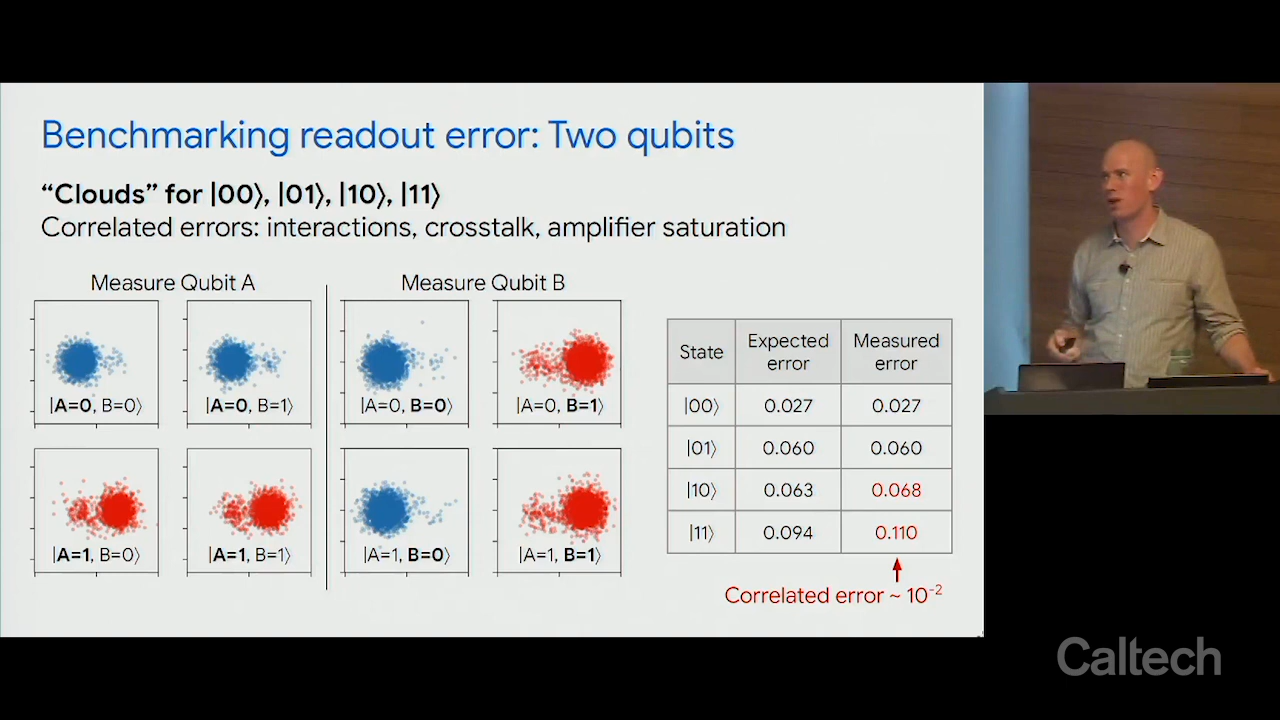 Benchmarking readout error: Two qubits
“Clouds” for |00⟩, |01⟩, |10⟩, |11⟩
Correlated errors: interactions, crosstalk, amplifier saturation
Measure Qubit A
Measure Qubit B
|A=0, B=0⟩
|A=0, B=1⟩
|A=0, B=0⟩
|A=0, B=1⟩
|A=1, B=0⟩
|A=1, B=1⟩
|A=1, B=0⟩
|A=1, B=1⟩
State Expected error Measured error
|00⟩ 0.027 0.027
|01⟩ 0.060 0.060
|10⟩ 0.063 0.068
|11⟩ 0.094 0.110
Correlated error ~ 10⁻²
Caltech